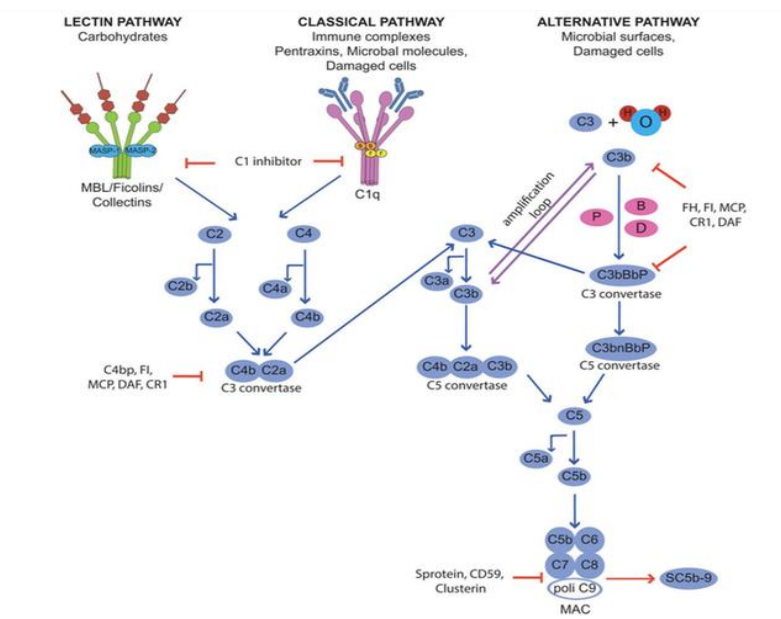 LECTIN PATHWAY
Carbohydrates
CLASSICAL PATHWAY
Immune complexes
Pentraxins, Microbal molecules,
Damaged cells
ALTERNATIVE PATHWAY
Microbial surfaces,
Damaged cells
MASP-1 MASP-2
MBL/Ficolins/
Collectins
C1 inhibitor
C1q
C3 + H O H
C3b
amplification
loop
P
B
D
FH, FI, MCP,
CR1, DAF
C2
C4
C3
C2b
C4a
C3a
C3b
C2a
C4b
C3bBbP
C3 convertase
C4bp, FI,
MCP, DAF, CR1
C4b C2a
C3 convertase
C4b C2a C3b
C5 convertase
C3bnBbP
C5 convertase
C5
C5a
C5b
C5b C6
C7 C8
poli C9
MAC
Sprotein, CD59,
Clusterin
SC5b-9